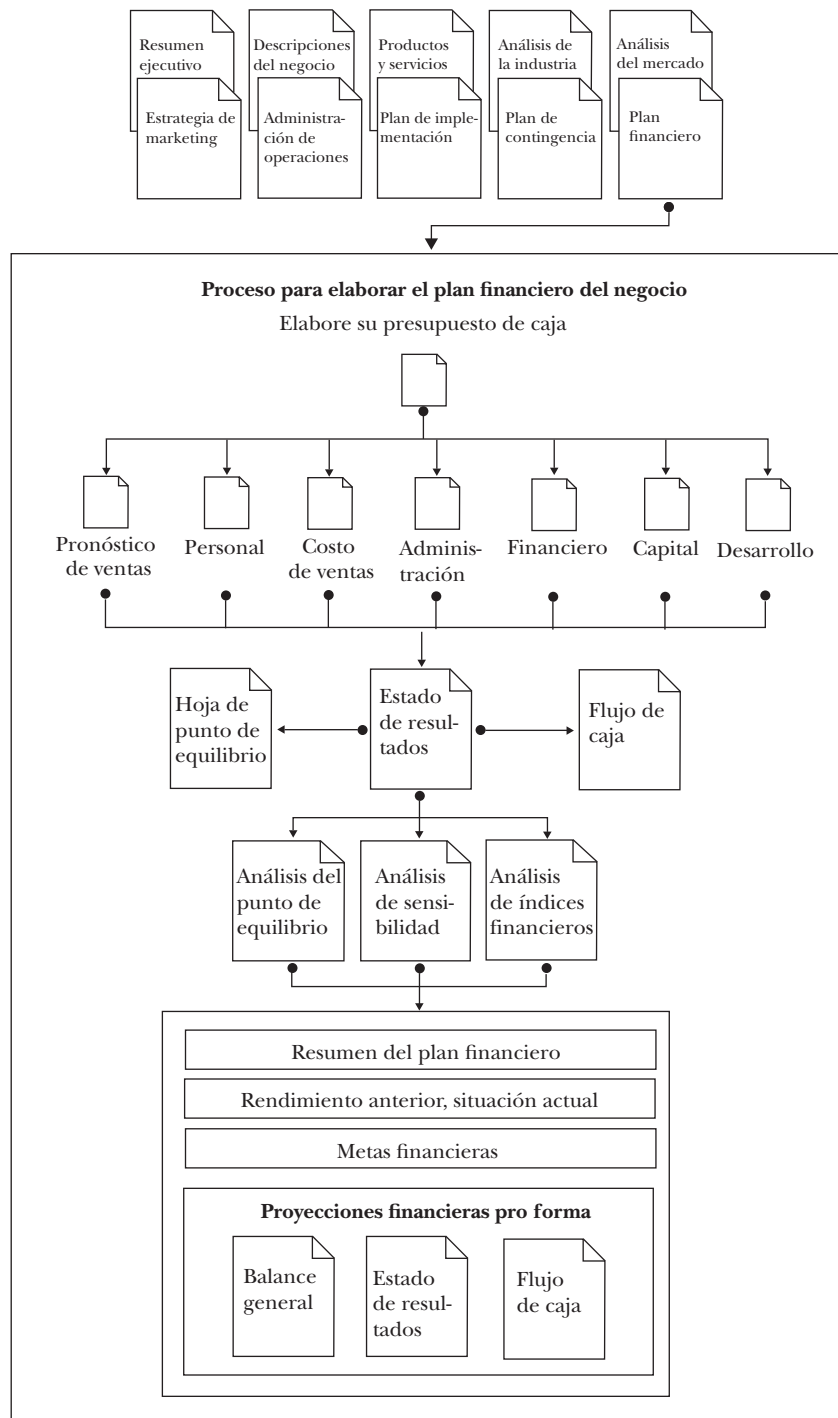 Resumen
ejecutivo
Descripciones
del negocio
Productos
y servicios
Análisis de
la industria
Análisis
del mercado
Estrategia de
marketing
Administra-
ción de
operaciones
Plan de imple-
mentación
Plan de
contingencia
Plan
financiero
Proceso para elaborar el plan financiero del negocio
Elabore su presupuesto de caja
Pronóstico
de ventas
Personal
Costo
de ventas
Adminis-
tración
Financiero
Capital
Desarrollo
Hoja de
punto de
equilibrio
Estado
de resul-
tados
Flujo de
caja
Análisis del
punto de
equilibrio
Análisis
de sensi-
bilidad
Análisis
de índices
financieros
Resumen del plan financiero
Rendimiento anterior, situación actual
Metas financieras
Proyecciones financieras pro forma
Balance
general
Estado
de resul-
tados
Flujo
de caja